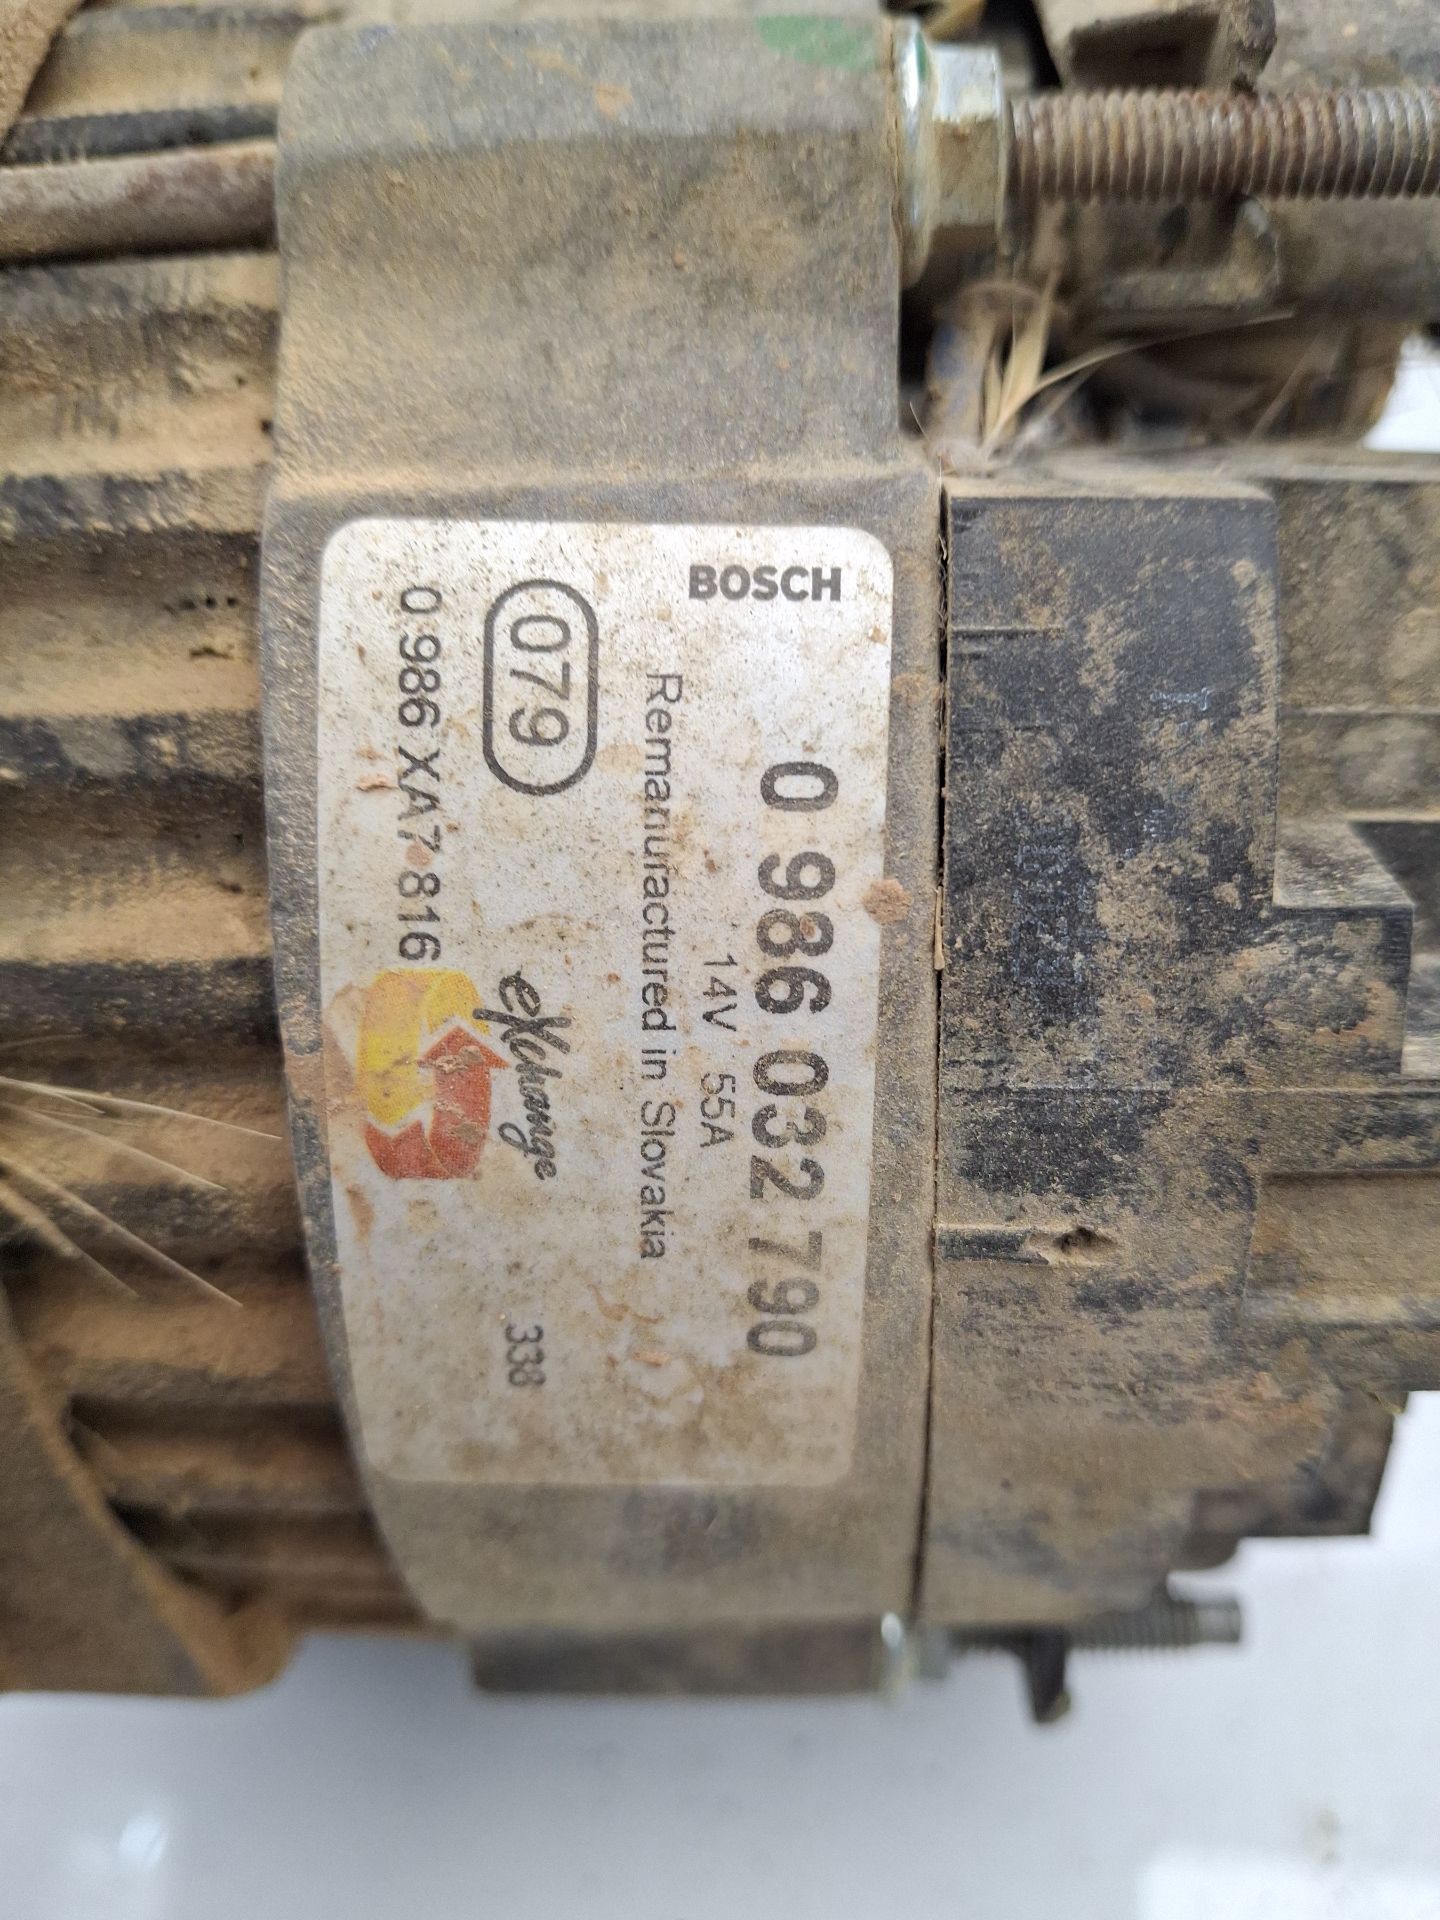 BOSCH
0 986 032 790
14V 55A
Remanufactured in Slovakia
079
eXchange
338
0 986 XA7 816